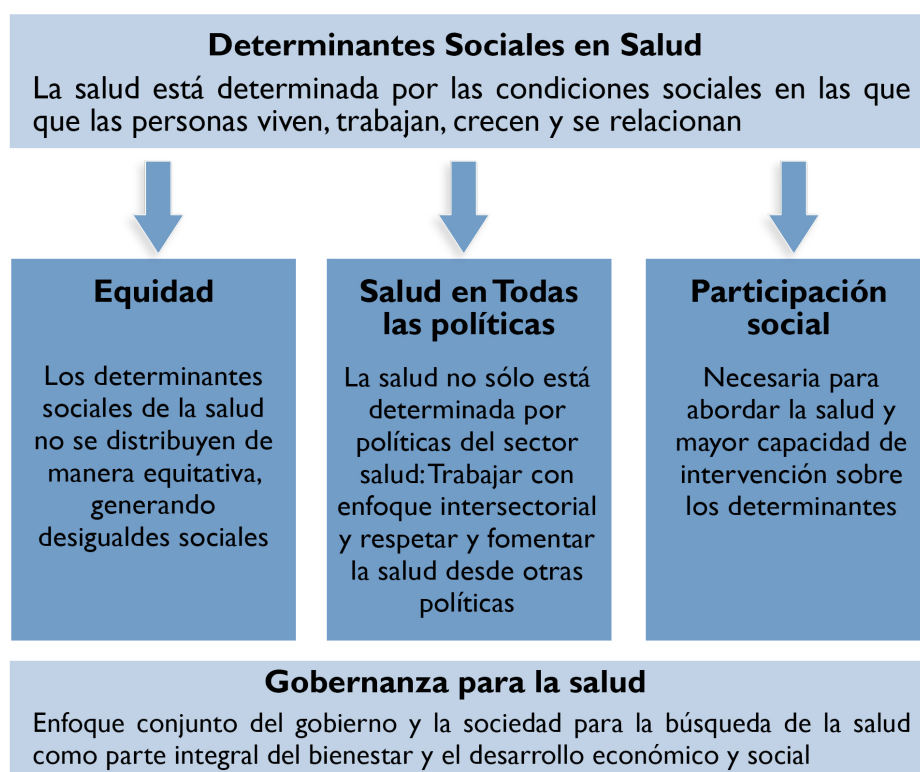 Determinantes Sociales en Salud
La salud está determinada por las condiciones sociales en las que
que las personas viven, trabajan, crecen y se relacionan
Equidad
Los determinantes
sociales de la salud
no se distribuyen de
manera equitativa,
generando
desigualdes sociales
Salud en Todas
las políticas
La salud no sólo está
determinada por
políticas del sector
salud: Trabajar con
enfoque intersectorial
y respetar y fomentar
la salud desde otras
políticas
Participación
social
Necesaria para
abordar la salud y
mayor capacidad de
intervención sobre
los determinantes
Gobernanza para la salud
Enfoque conjunto del gobierno y la sociedad para la búsqueda de la salud
como parte integral del bienestar y el desarrollo económico y social